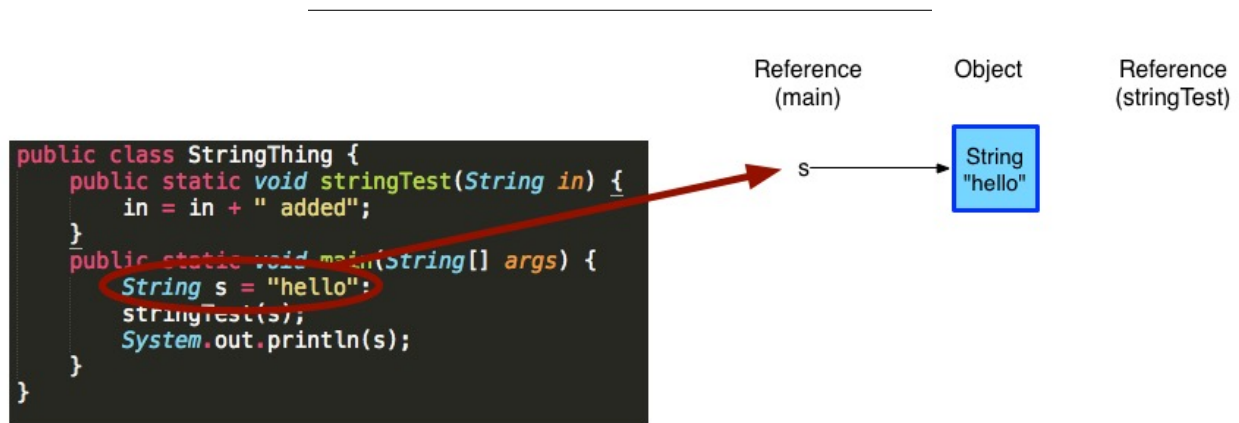 Reference
(main)
Object
Reference
(stringTest)
s
String
"hello"
public class StringThing {
public static void stringTest(String in) {
in = in + " added";
}
public static void main(String[] args) {
String s = "hello";
stringTest(s);
System.out.println(s);
}
}